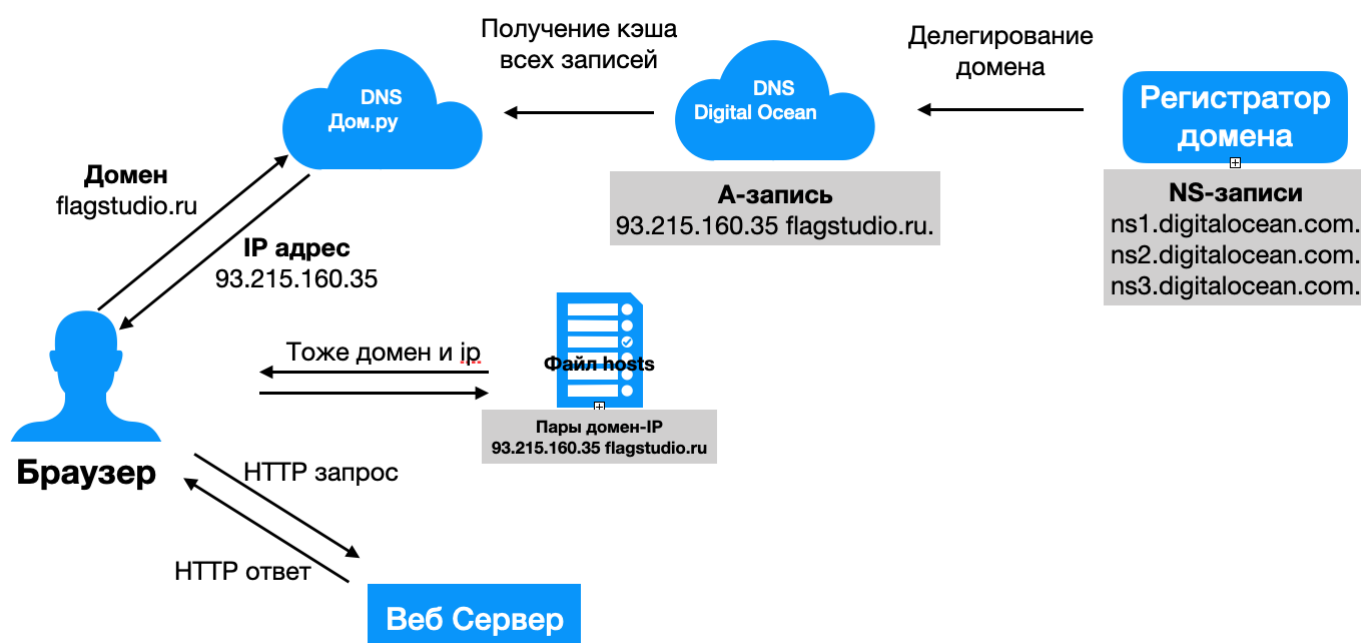 Получение кэша
всех записей
Делегирование
домена
DNS
Дом.ру
DNS
Digital Ocean
Регистратор
домена
Домен
flagstudio.ru
А-запись
93.215.160.35 flagstudio.ru.
NS-записи
ns1.digitalocean.com.
ns2.digitalocean.com.
ns3.digitalocean.com.
IP адрес
93.215.160.35
Тоже домен и ip
Файл hosts
Пары домен-IP
93.215.160.35 flagstudio.ru
Браузер
HTTP запрос
HTTP ответ
Веб Сервер